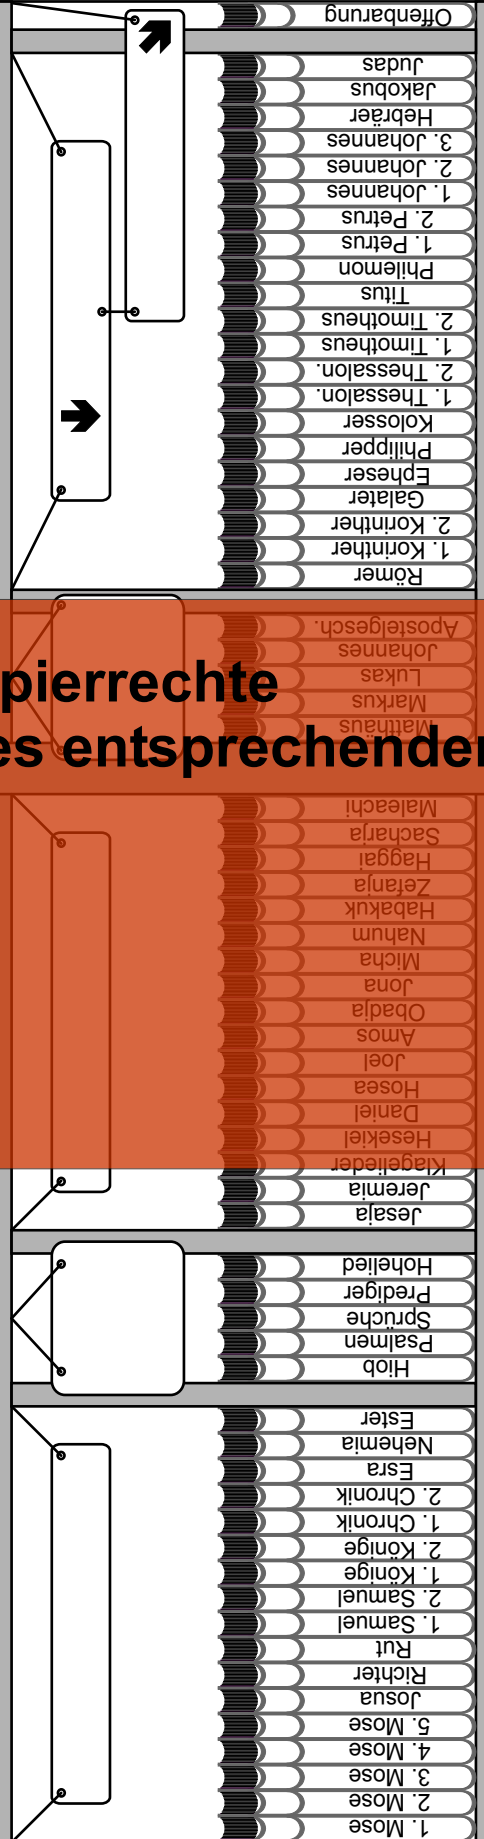 1. Mose
2. Mose
3. Mose
4. Mose
5. Mose
Josua
Richter
Rut
1. Samuel
2. Samuel
1. Könige
2. Könige
1. Chronik
2. Chronik
Esra
Nehemia
Ester
Hiob
Psalmen
Sprüche
Prediger
Hohelied
Jesaja
Jeremia
Klagelieder
Hesekiel
Daniel
Hosea
Joel
Amos
Obadja
Jona
Micha
Nahum
Habakuk
Zefanja
Haggai
Sacharja
Maleachi
Matthäus
Markus
Lukas
Johannes
Apostelgesch.
Römer
1. Korinther
2. Korinther
Galater
Epheser
Philipper
Kolosser
1. Thessalon.
2. Thessalon.
1. Timotheus
2. Timotheus
Titus
Philemon
1. Petrus
2. Petrus
1. Johannes
2. Johannes
3. Johannes
Hebräer
Jakobus
Judas
Offenbarung
pierrechte
es entsprechender